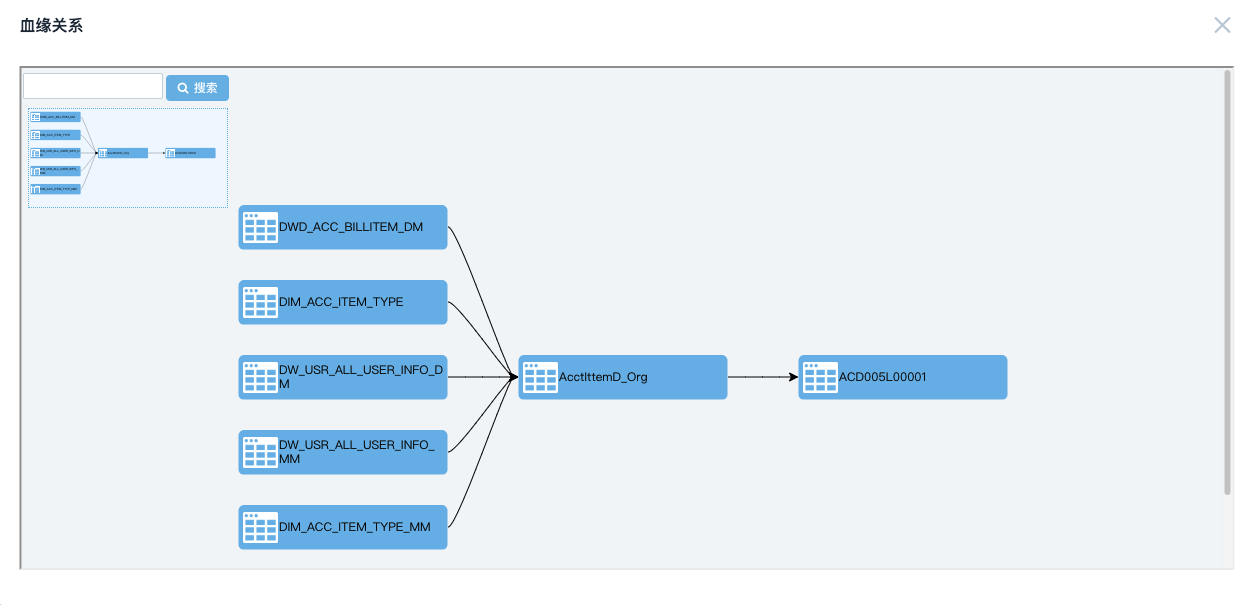 血缘关系
搜索
DWD_ACC_BILLITEM_DM
DIM_ACC_ITEM_TYPE
DW_USR_ALL_USER_INFO_D
M
AcctIttemD_Org
ACD005L00001
DW_USR_ALL_USER_INFO_
MM
DIM_ACC_ITEM_TYPE_MM